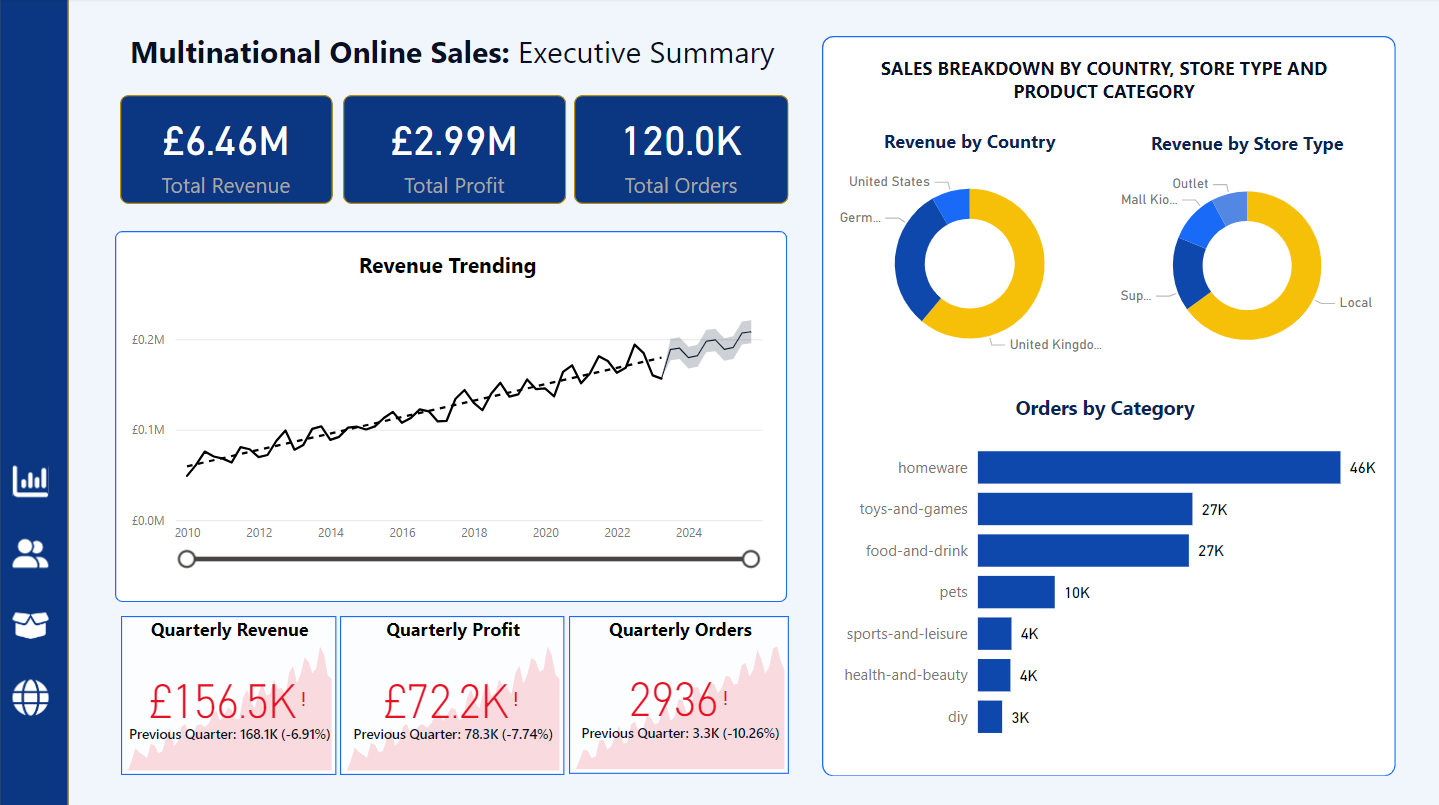 Multinational Online Sales: Executive Summary
£6.46M
Total Revenue
£2.99M
Total Profit
120.0K
Total Orders
Revenue Trending
£0.2M
£0.1M
£0.0M
2010 2012 2014 2016 2018 2020 2022 2024
Quarterly Revenue
£156.5K!
Previous Quarter: 168.1K (-6.91%)
Quarterly Profit
£72.2K!
Previous Quarter: 78.3K (-7.74%)
Quarterly Orders
2936!
Previous Quarter: 3.3K (-10.26%)
SALES BREAKDOWN BY COUNTRY, STORE TYPE AND
PRODUCT CATEGORY
Revenue by Country
United States
Germ...
United Kingdo...
Revenue by Store Type
Outlet
Mall Kio...
Sup...
Local
Orders by Category
homeware 46K
toys-and-games 27K
food-and-drink 27K
pets 10K
sports-and-leisure 4K
health-and-beauty 4K
diy 3K